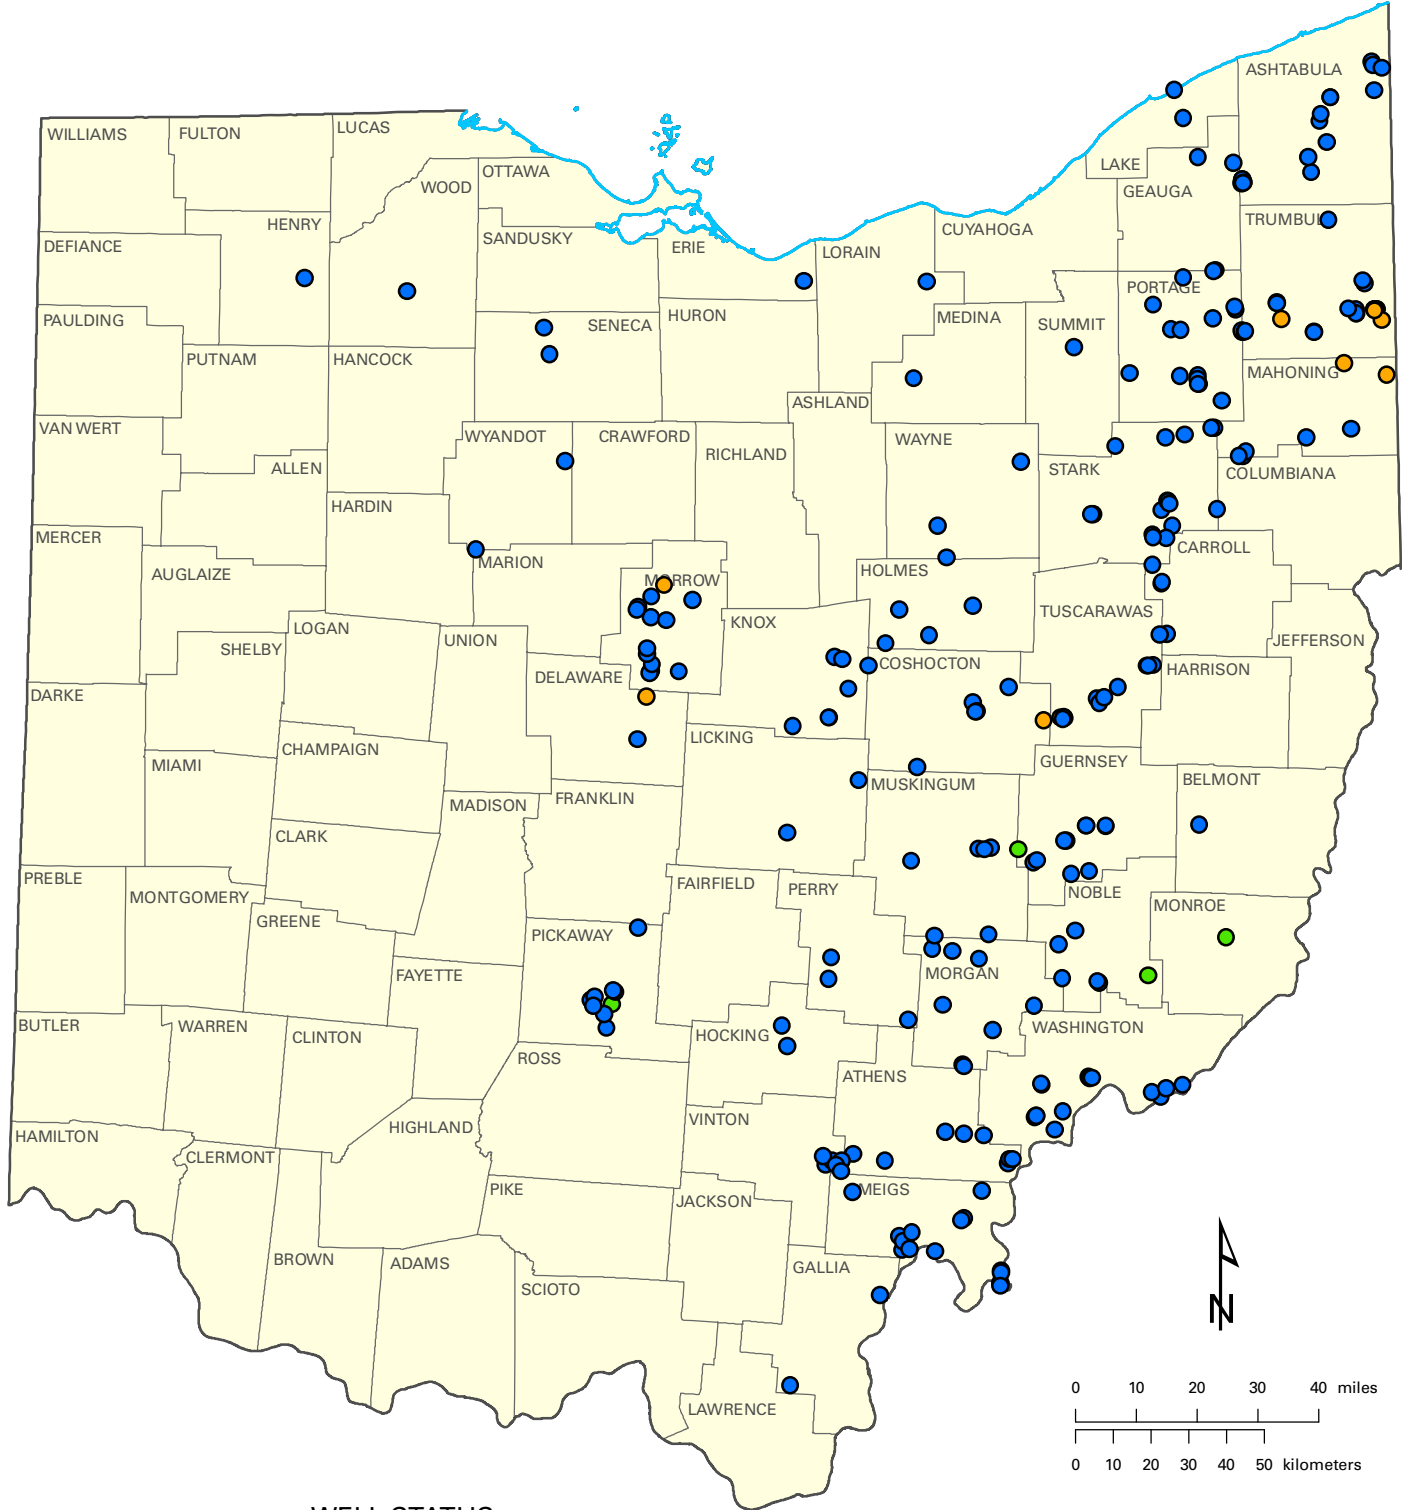 ASHTABULA
WILLIAMS
FULTON
LUCAS
LAKE
OTTAWA
WOOD
GEAUGA
HENRY
TRUMBULL
CUYAHOGA
DEFIANCE
SANDUSKY
ERIE
LORAIN
PORTAGE
PAULDING
SENECA
HURON
MEDINA
SUMMIT
PUTNAM
HANCOCK
MAHONING
ASHLAND
VAN WERT
WYANDOT
CRAWFORD
WAYNE
RICHLAND
ALLEN
STARK
COLUMBIANA
HARDIN
MERCER
CARROLL
MARION
AUGLAIZE
HOLMES
MORROW
TUSCARAWAS
KNOX
LOGAN
UNION
JEFFERSON
SHELBY
COSHOCTON
HARRISON
DELAWARE
DARKE
LICKING
CHAMPAIGN
GUERNSEY
MIAMI
BELMONT
MUSKINGUM
FRANKLIN
MADISON
CLARK
PREBLE
FAIRFIELD
PERRY
NOBLE
MONTGOMERY
MONROE
GREENE
PICKAWAY
FAYETTE
MORGAN
BUTLER
WARREN
WASHINGTON
CLINTON
HOCKING
ROSS
ATHENS
VINTON
HIGHLAND
HAMILTON
CLERMONT
PIKE
MEIGS
JACKSON
BROWN
ADAMS
GALLIA
SCIOTO
N
0 10 20 30 40 miles
LAWRENCE
0 10 20 30 40 50 kilometers
WELL STATUS